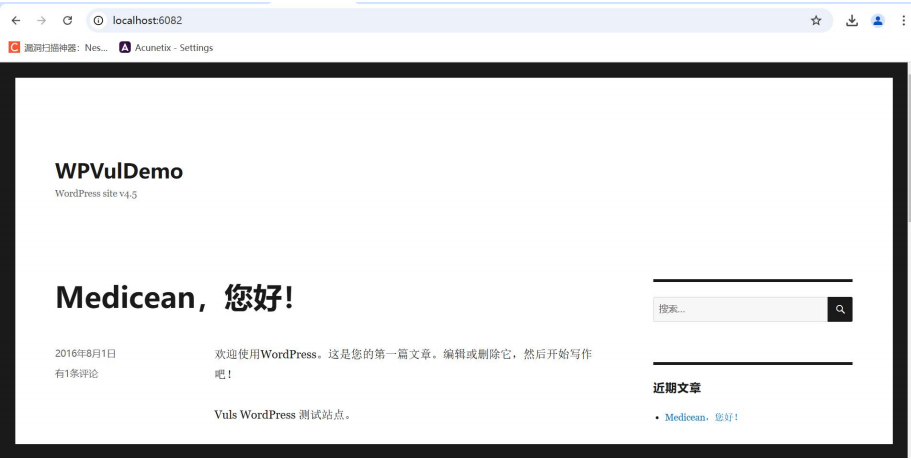 localhost:6082
漏洞扫描神器：Nes...
Acunetix - Settings
WPVulDemo
WordPress site v4.5
Medicean，您好！
搜索...
2016年8月1日
有1条评论
欢迎使用WordPress。这是您的第一篇文章。编辑或删除它，然后开始写作
吧！
Vuls WordPress 测试站点。
近期文章
Medicean，您好！